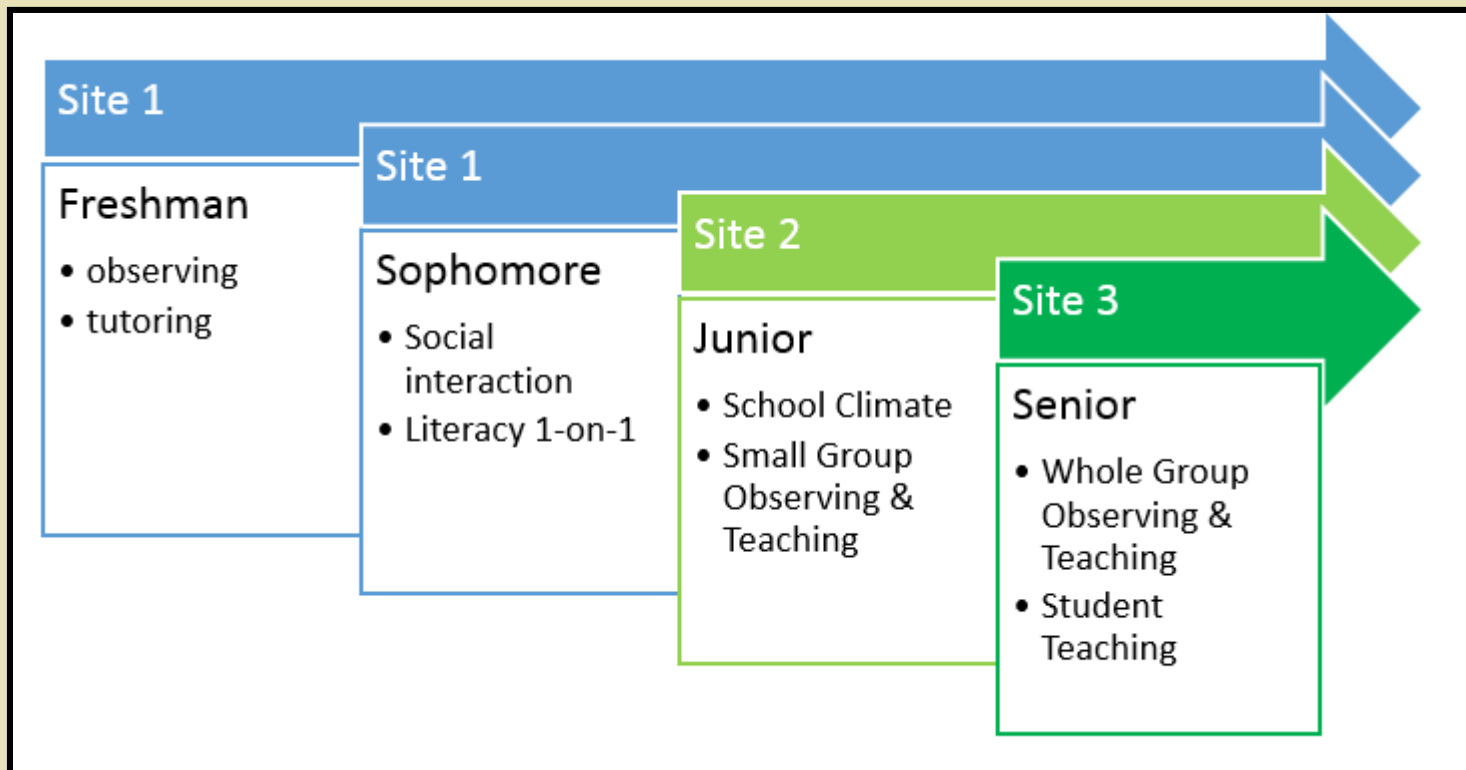 Site 1
Freshman
• observing
• tutoring
Site 1
Sophomore
• Social
interaction
• Literacy 1-on-1
Site 2
Junior
• School Climate
• Small Group
Observing &
Teaching
Site 3
Senior
• Whole Group
Observing &
Teaching
• Student
Teaching